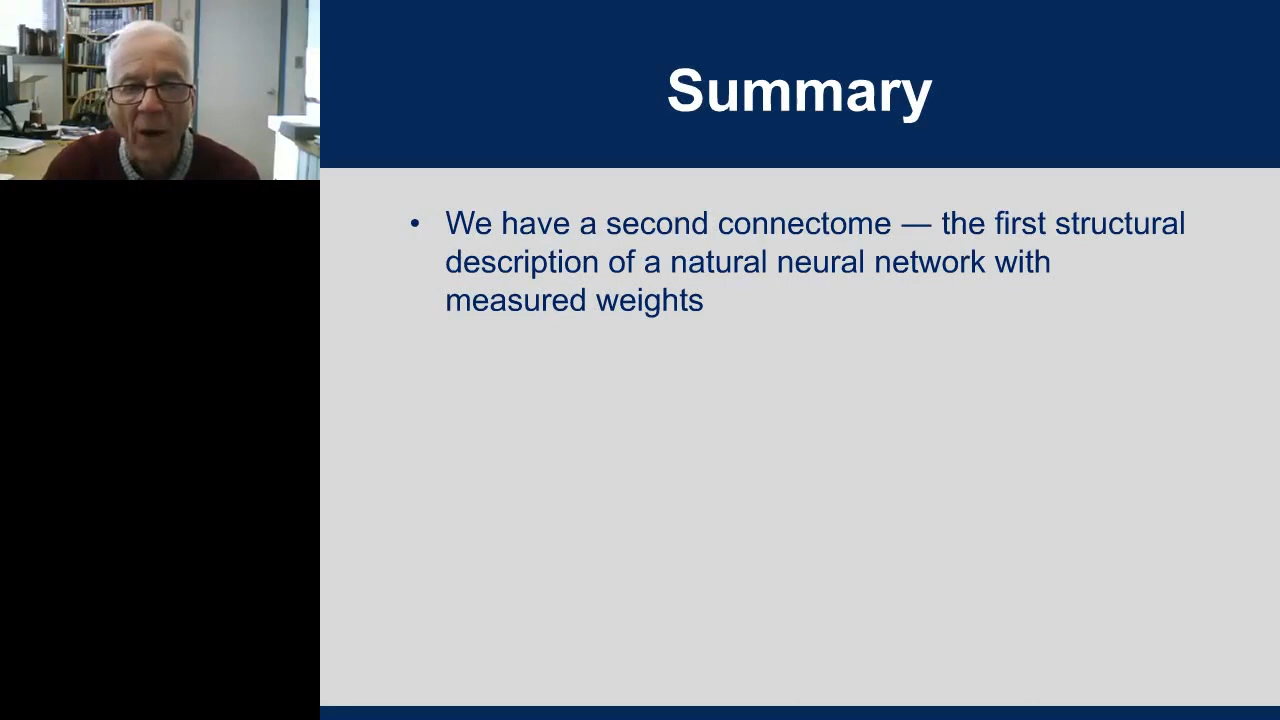 Summary
• We have a second connectome — the first structural
description of a natural neural network with
measured weights